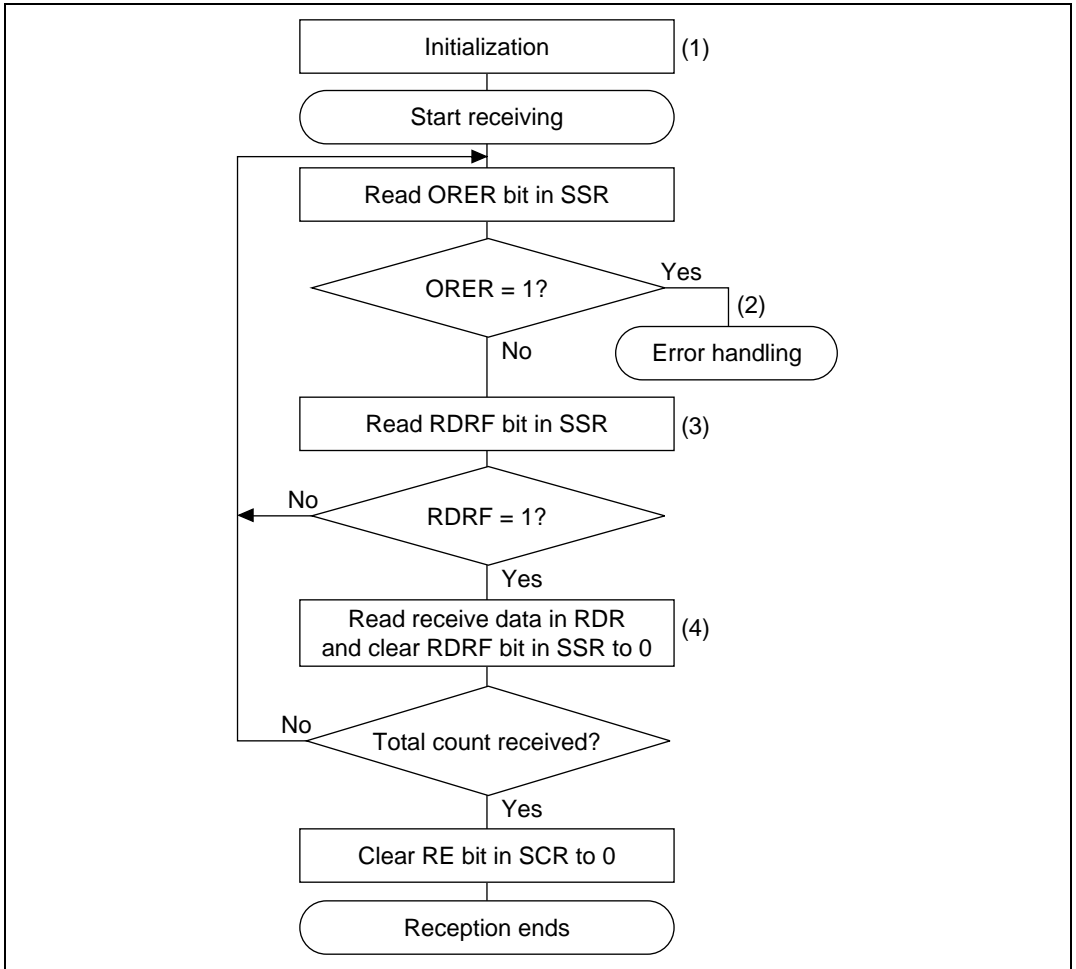 Initialization
(1)
Start receiving
Read ORER bit in SSR
ORER = 1?
Yes
(2)
Error handling
No
Read RDRF bit in SSR
(3)
No
RDRF = 1?
Yes
Read receive data in RDR
and clear RDRF bit in SSR to 0
(4)
No
Total count received?
Yes
Clear RE bit in SCR to 0
Reception ends